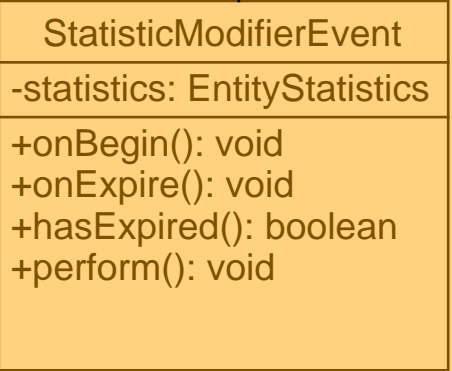 StatisticModifierEvent
-statistics: EntityStatistics
+onBegin(): void
+onExpire(): void
+hasExpired(): boolean
+perform(): void